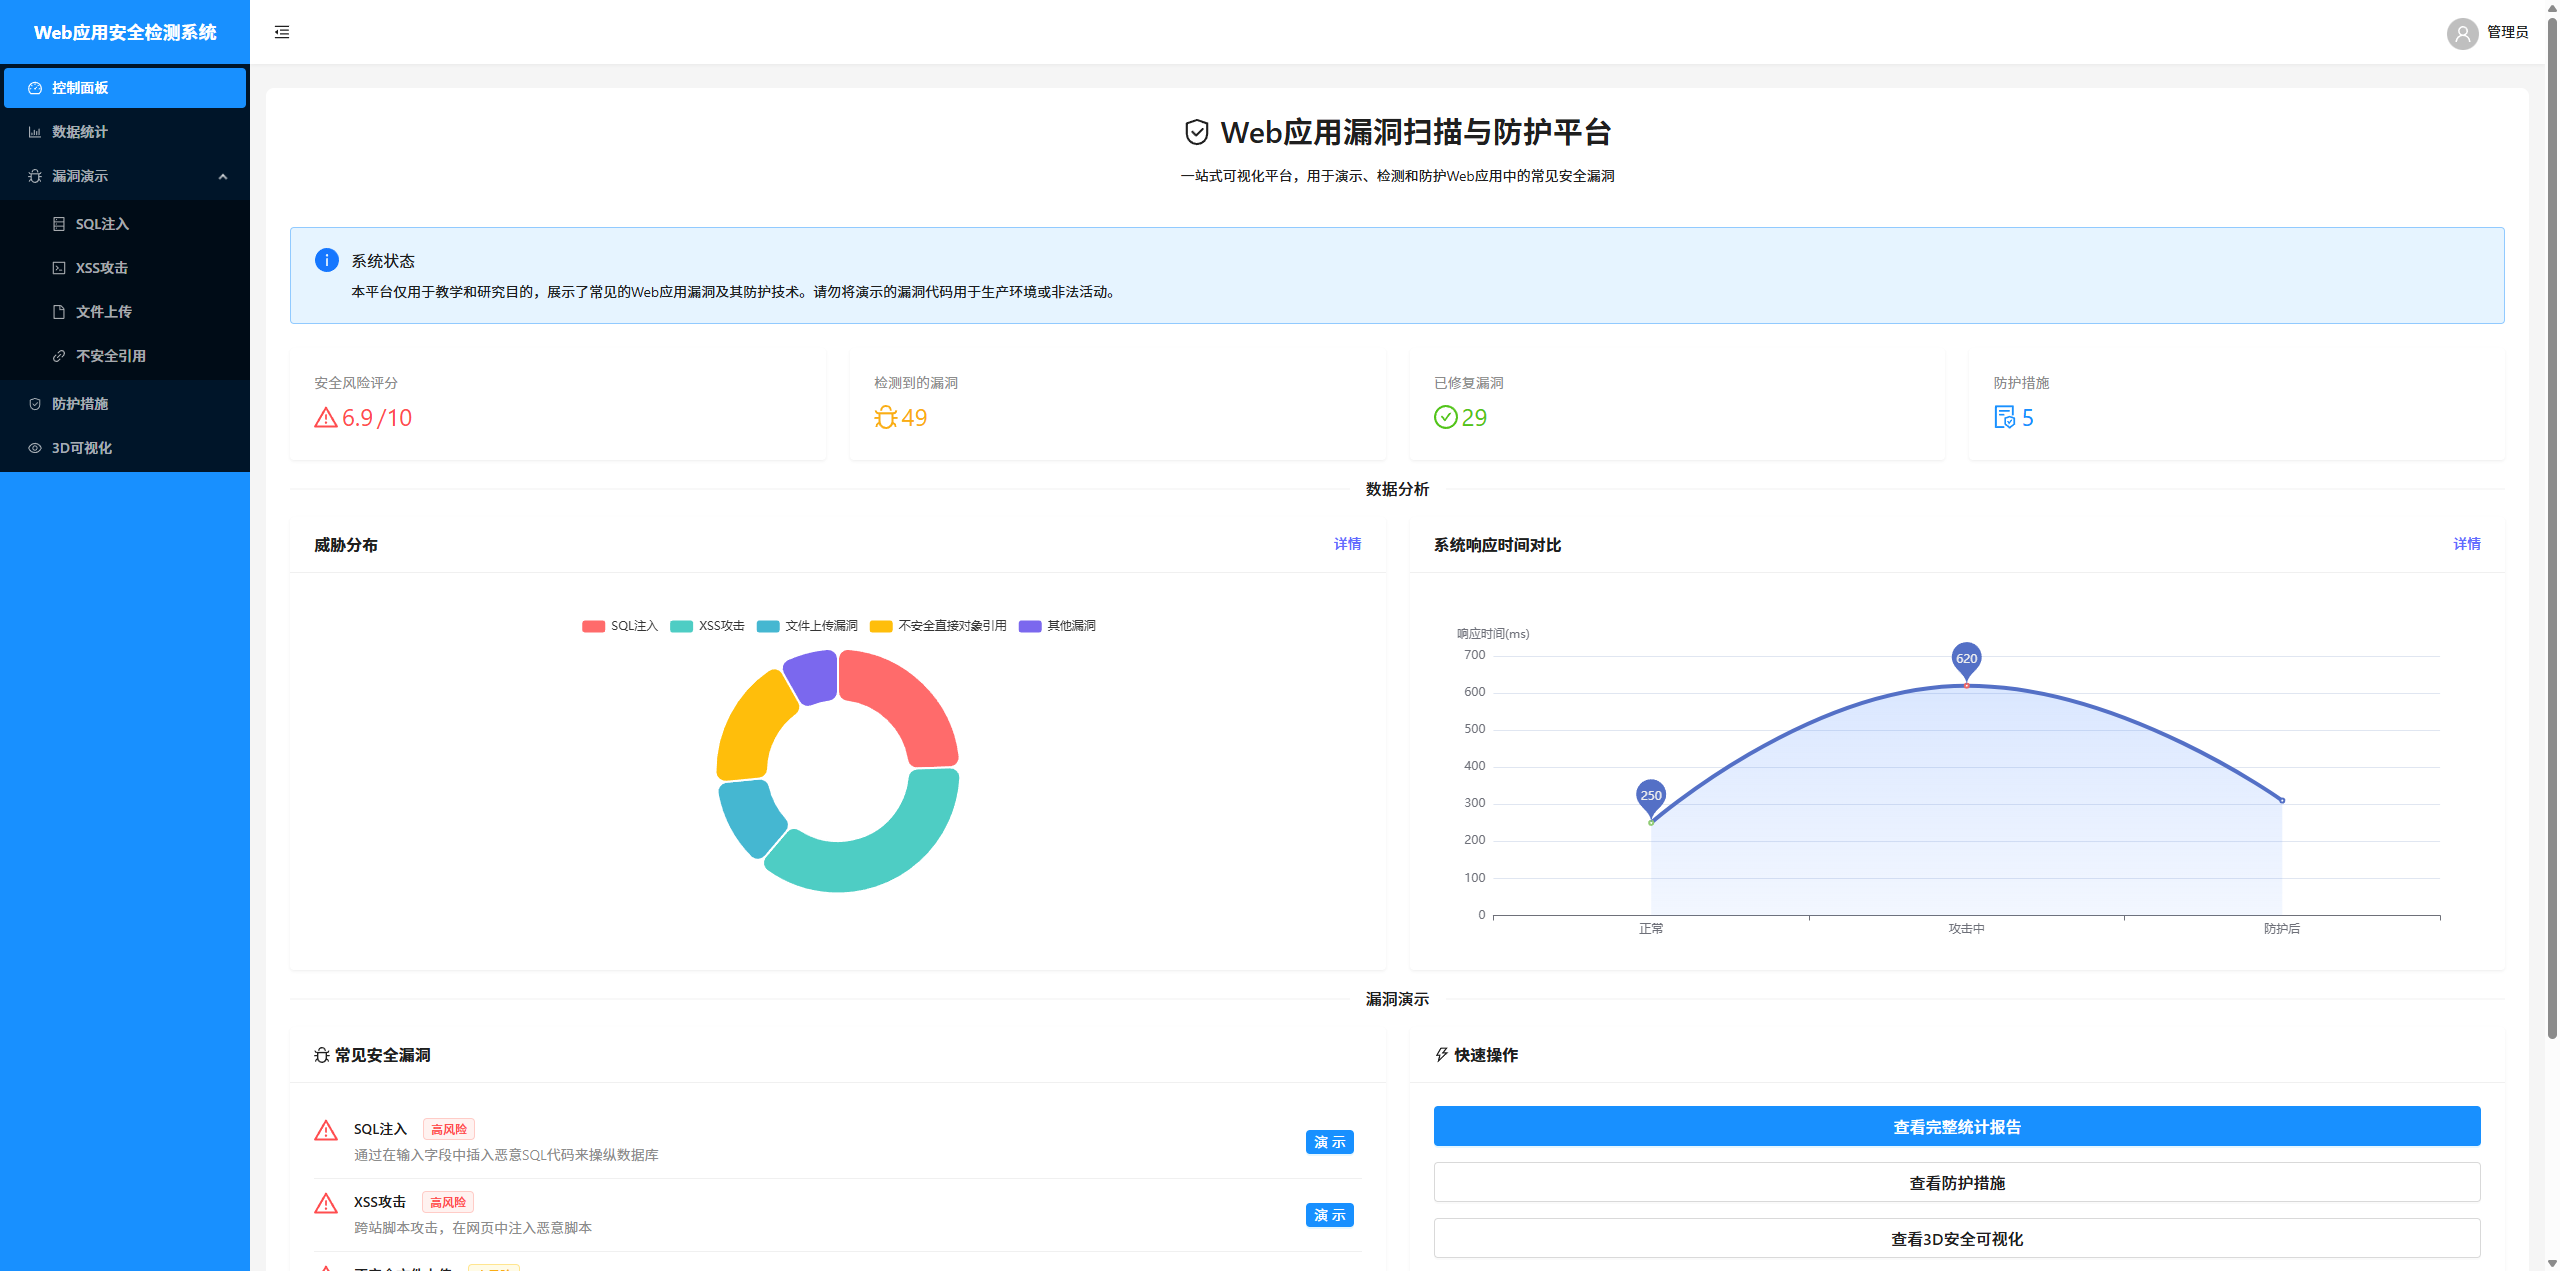 Web应用安全检测系统
管理员
控制面板
数据统计
漏洞演示
SQL注入
XSS攻击
文件上传
不安全引用
防护措施
3D可视化
Web应用漏洞扫描与防护平台
一站式可视化平台，用于演示、检测和防护Web应用中的常见安全漏洞
系统状态
本平台仅用于教学和研究目的，展示了常见的Web应用漏洞及其防护技术。请勿将演示的漏洞代码用于生产环境或非法活动。
安全风险评分
6.9 /10
检测到的漏洞
49
已修复漏洞
29
防护措施
5
数据分析
威胁分布
详情
SQL注入 XSS攻击 文件上传漏洞 不安全直接对象引用 其他漏洞
系统响应时间对比
详情
响应时间(ms)
700
600
500
400
300
200
100
0
250
620
正常 攻击中 防护后
漏洞演示
常见安全漏洞
SQL注入 高风险
通过在输入字段中插入恶意SQL代码来操纵数据库
演 示
XSS攻击 高风险
跨站脚本攻击，在网页中注入恶意脚本
演 示
快速操作
查看完整统计报告
查看防护措施
查看3D安全可视化